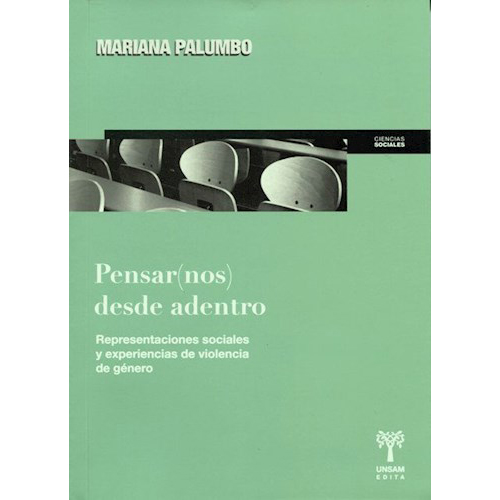 MARIANA PALUMBO
CIENCIAS
SOCIALES
Pensar(nos)
desde adentro
Representaciones sociales
y experiencias de violencia
de género
UNSAM
EDITA